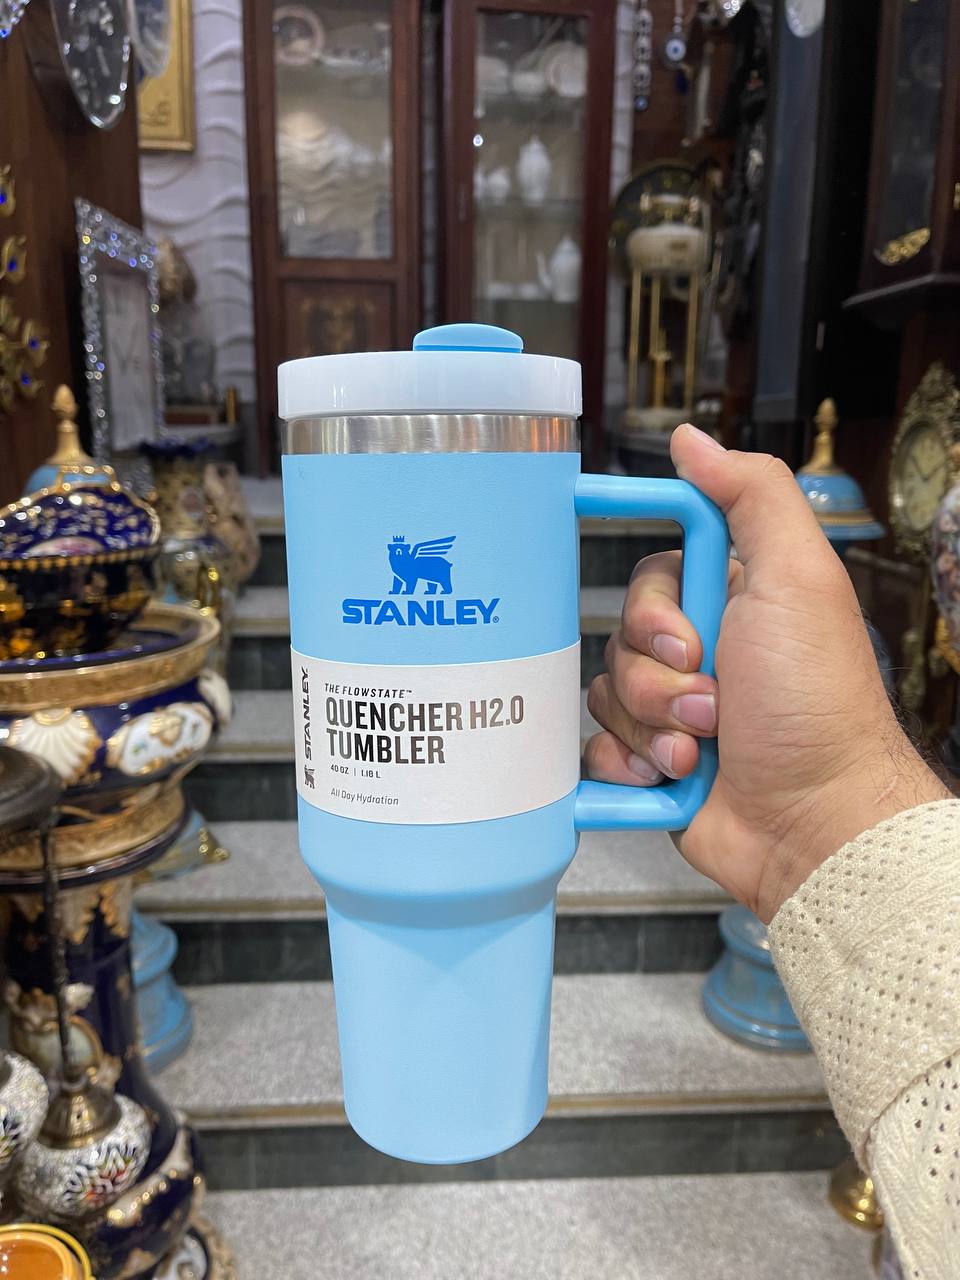 STANLEY®
STANLEY.
THE FLOWSTATE™
QUENCHER H2.0
TUMBLER
40 OZ | 1.18 L
All Day Hydration